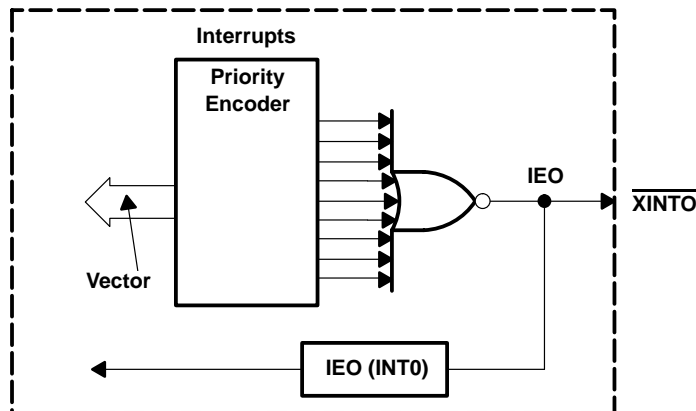 Interrupts
Priority
Encoder
IEO
XINTO
Vector
IEO (INT0)